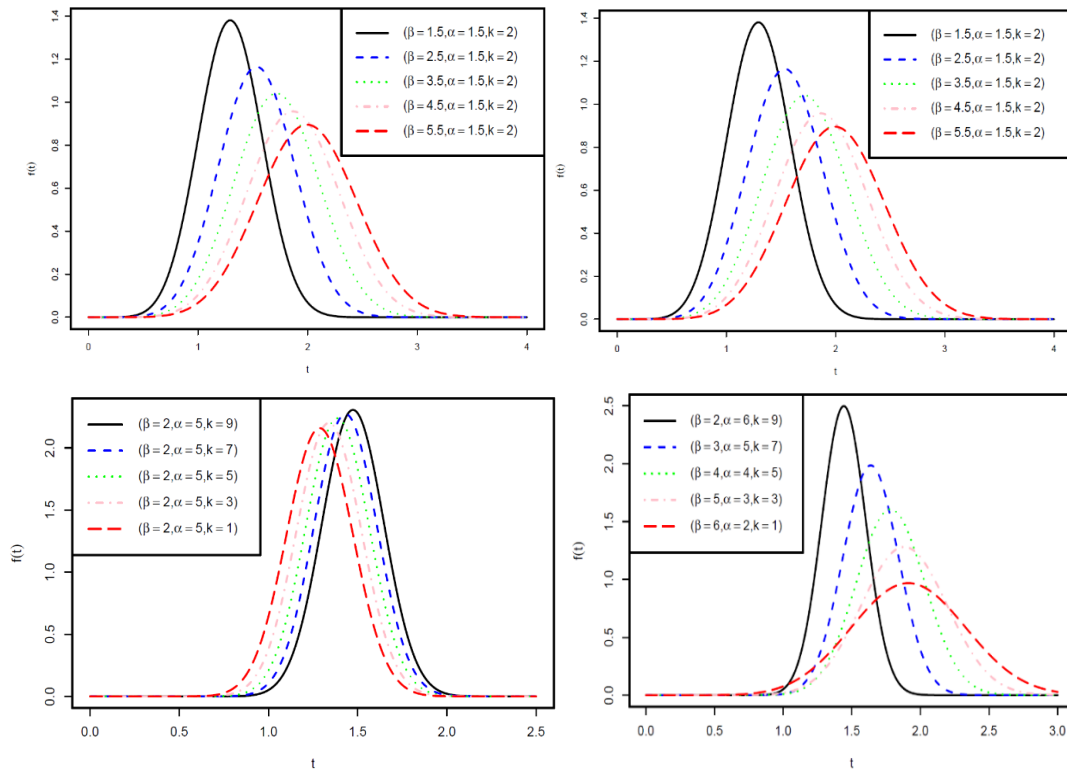 1.4
1.2
1.0
0.8
0.6
0.4
0.2
0.0
f(t)
(β = 1.5, α = 1.5, k = 2)
(β = 2.5, α = 1.5, k = 2)
(β = 3.5, α = 1.5, k = 2)
(β = 4.5, α = 1.5, k = 2)
(β = 5.5, α = 1.5, k = 2)
0 1 2 3 4
t
1.4
1.2
1.0
0.8
0.6
0.4
0.2
0.0
f(t)
(β = 1.5, α = 1.5, k = 2)
(β = 2.5, α = 1.5, k = 2)
(β = 3.5, α = 1.5, k = 2)
(β = 4.5, α = 1.5, k = 2)
(β = 5.5, α = 1.5, k = 2)
0 1 2 3 4
t
2.0
1.5
1.0
0.5
0.0
f(t)
(β = 2, α = 5, k = 9)
(β = 2, α = 5, k = 7)
(β = 2, α = 5, k = 5)
(β = 2, α = 5, k = 3)
(β = 2, α = 5, k = 1)
0.0 0.5 1.0 1.5 2.0 2.5
t
2.5
2.0
1.5
1.0
0.5
0.0
f(t)
(β = 2, α = 6, k = 9)
(β = 3, α = 5, k = 7)
(β = 4, α = 4, k = 5)
(β = 5, α = 3, k = 3)
(β = 6, α = 2, k = 1)
0.0 0.5 1.0 1.5 2.0 2.5 3.0
t